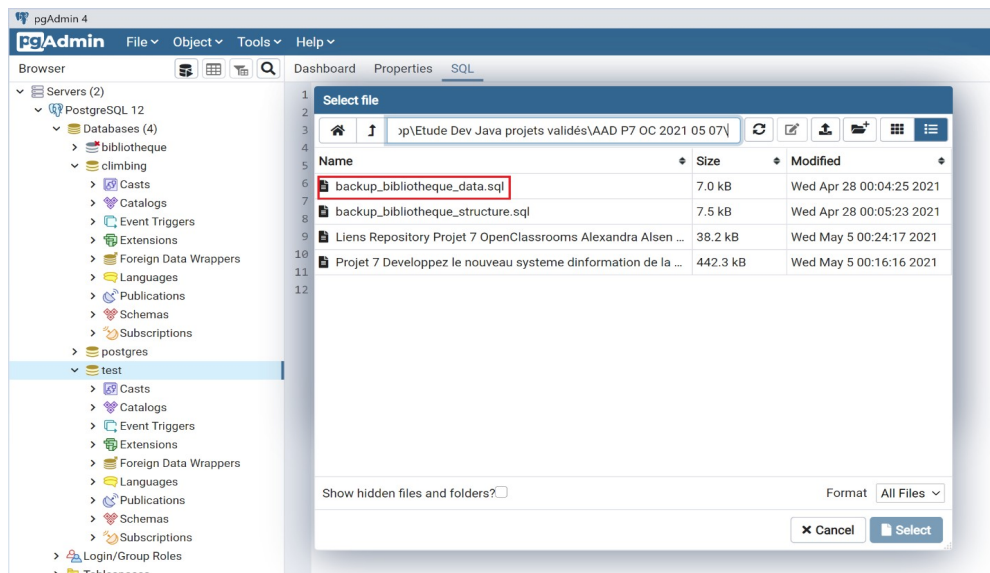 pgAdmin 4
pgAdmin File Object Tools Help
Browser Dashboard Properties SQL
Servers (2)
PostgreSQL 12
Databases (4)
bibliotheque
climbing
Casts
Catalogs
Event Triggers
Extensions
Foreign Data Wrappers
Languages
Publications
Schemas
Subscriptions
postgres
test
Casts
Catalogs
Event Triggers
Extensions
Foreign Data Wrappers
Languages
Publications
Schemas
Subscriptions
Login/Group Roles
Tablespaces
1
2
3
4
5
6
7
8
9
10
11
12
Select file
op\Etude Dev Java projets validés\AAD P7 OC 2021 05 07\
Name Size Modified
backup_bibliotheque_data.sql 7.0 kB Wed Apr 28 00:04:25 2021
backup_bibliotheque_structure.sql 7.5 kB Wed Apr 28 00:05:23 2021
Liens Repository Projet 7 OpenClassrooms Alexandra Alsen ... 38.2 kB Wed May 5 00:24:17 2021
Projet 7 Developpez le nouveau systeme dinformation de la ... 442.3 kB Wed May 5 00:16:16 2021
Show hidden files and folders? Format All Files
Cancel Select